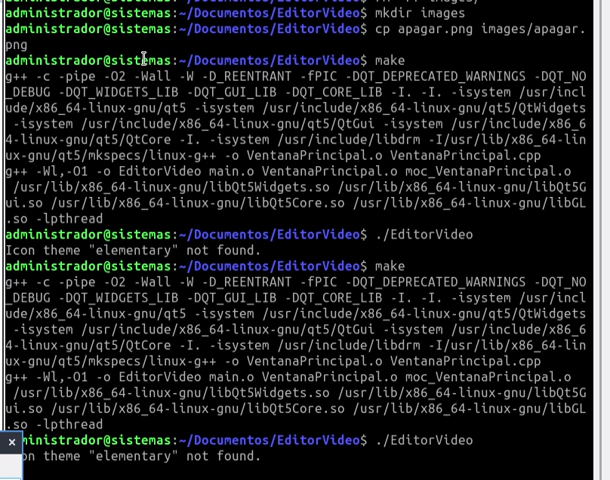 administrador@sistemas:~/Documentos/EditorVideo$ mkdir images
administrador@sistemas:~/Documentos/EditorVideo$ cp apagar.png images/apagar.
png
administrador@sistemas:~/Documentos/EditorVideo$ make
g++ -c -pipe -O2 -Wall -W -D_REENTRANT -fPIC -DQT_DEPRECATED_WARNINGS -DQT_NO
_DEBUG -DQT_WIDGETS_LIB -DQT_GUI_LIB -DQT_CORE_LIB -I. -I. -isystem /usr/incl
ude/x86_64-linux-gnu/qt5 -isystem /usr/include/x86_64-linux-gnu/qt5/QtWidgets
-isystem /usr/include/x86_64-linux-gnu/qt5/QtGui -isystem /usr/include/x86_6
4-linux-gnu/qt5/QtCore -I. -isystem /usr/include/libdrm -I/usr/lib/x86_64-lin
ux-gnu/qt5/mkspecs/linux-g++ -o VentanaPrincipal.o VentanaPrincipal.cpp
g++ -Wl,-O1 -o EditorVideo main.o VentanaPrincipal.o moc_VentanaPrincipal.o
/usr/lib/x86_64-linux-gnu/libQt5Widgets.so /usr/lib/x86_64-linux-gnu/libQt5G
ui.so /usr/lib/x86_64-linux-gnu/libQt5Core.so /usr/lib/x86_64-linux-gnu/libGL
.so -lpthread
administrador@sistemas:~/Documentos/EditorVideo$ ./EditorVideo
Icon theme "elementary" not found.
administrador@sistemas:~/Documentos/EditorVideo$ make
g++ -c -pipe -O2 -Wall -W -D_REENTRANT -fPIC -DQT_DEPRECATED_WARNINGS -DQT_NO
_DEBUG -DQT_WIDGETS_LIB -DQT_GUI_LIB -DQT_CORE_LIB -I. -I. -isystem /usr/incl
ude/x86_64-linux-gnu/qt5 -isystem /usr/include/x86_64-linux-gnu/qt5/QtWidgets
-isystem /usr/include/x86_64-linux-gnu/qt5/QtGui -isystem /usr/include/x86_6
4-linux-gnu/qt5/QtCore -I. -isystem /usr/include/libdrm -I/usr/lib/x86_64-lin
ux-gnu/qt5/mkspecs/linux-g++ -o VentanaPrincipal.o VentanaPrincipal.cpp
g++ -Wl,-O1 -o EditorVideo main.o VentanaPrincipal.o moc_VentanaPrincipal.o
/usr/lib/x86_64-linux-gnu/libQt5Widgets.so /usr/lib/x86_64-linux-gnu/libQt5G
ui.so /usr/lib/x86_64-linux-gnu/libQt5Core.so /usr/lib/x86_64-linux-gnu/libGL
.so -lpthread
ministrador@sistemas:~/Documentos/EditorVideo$ ./EditorVideo
on theme "elementary" not found.